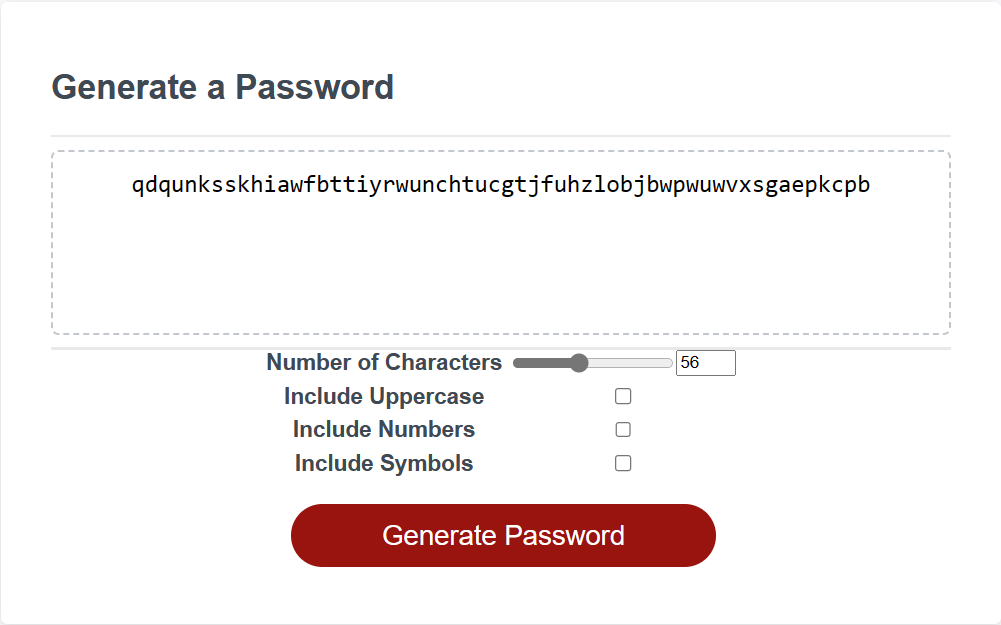 Generate a Password
qdqunksskhiawfbttiyrwunchtucgtjfuhzlobjbwpwuwvxsgaepkcpb
Number of Characters 56
Include Uppercase
Include Numbers
Include Symbols
Generate Password